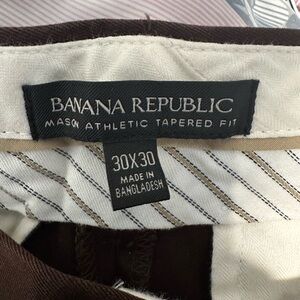 BANANA REPUBLIC
MASON ATHLETIC TAPERED FIT
30X30
MADE IN
BANGLADESH